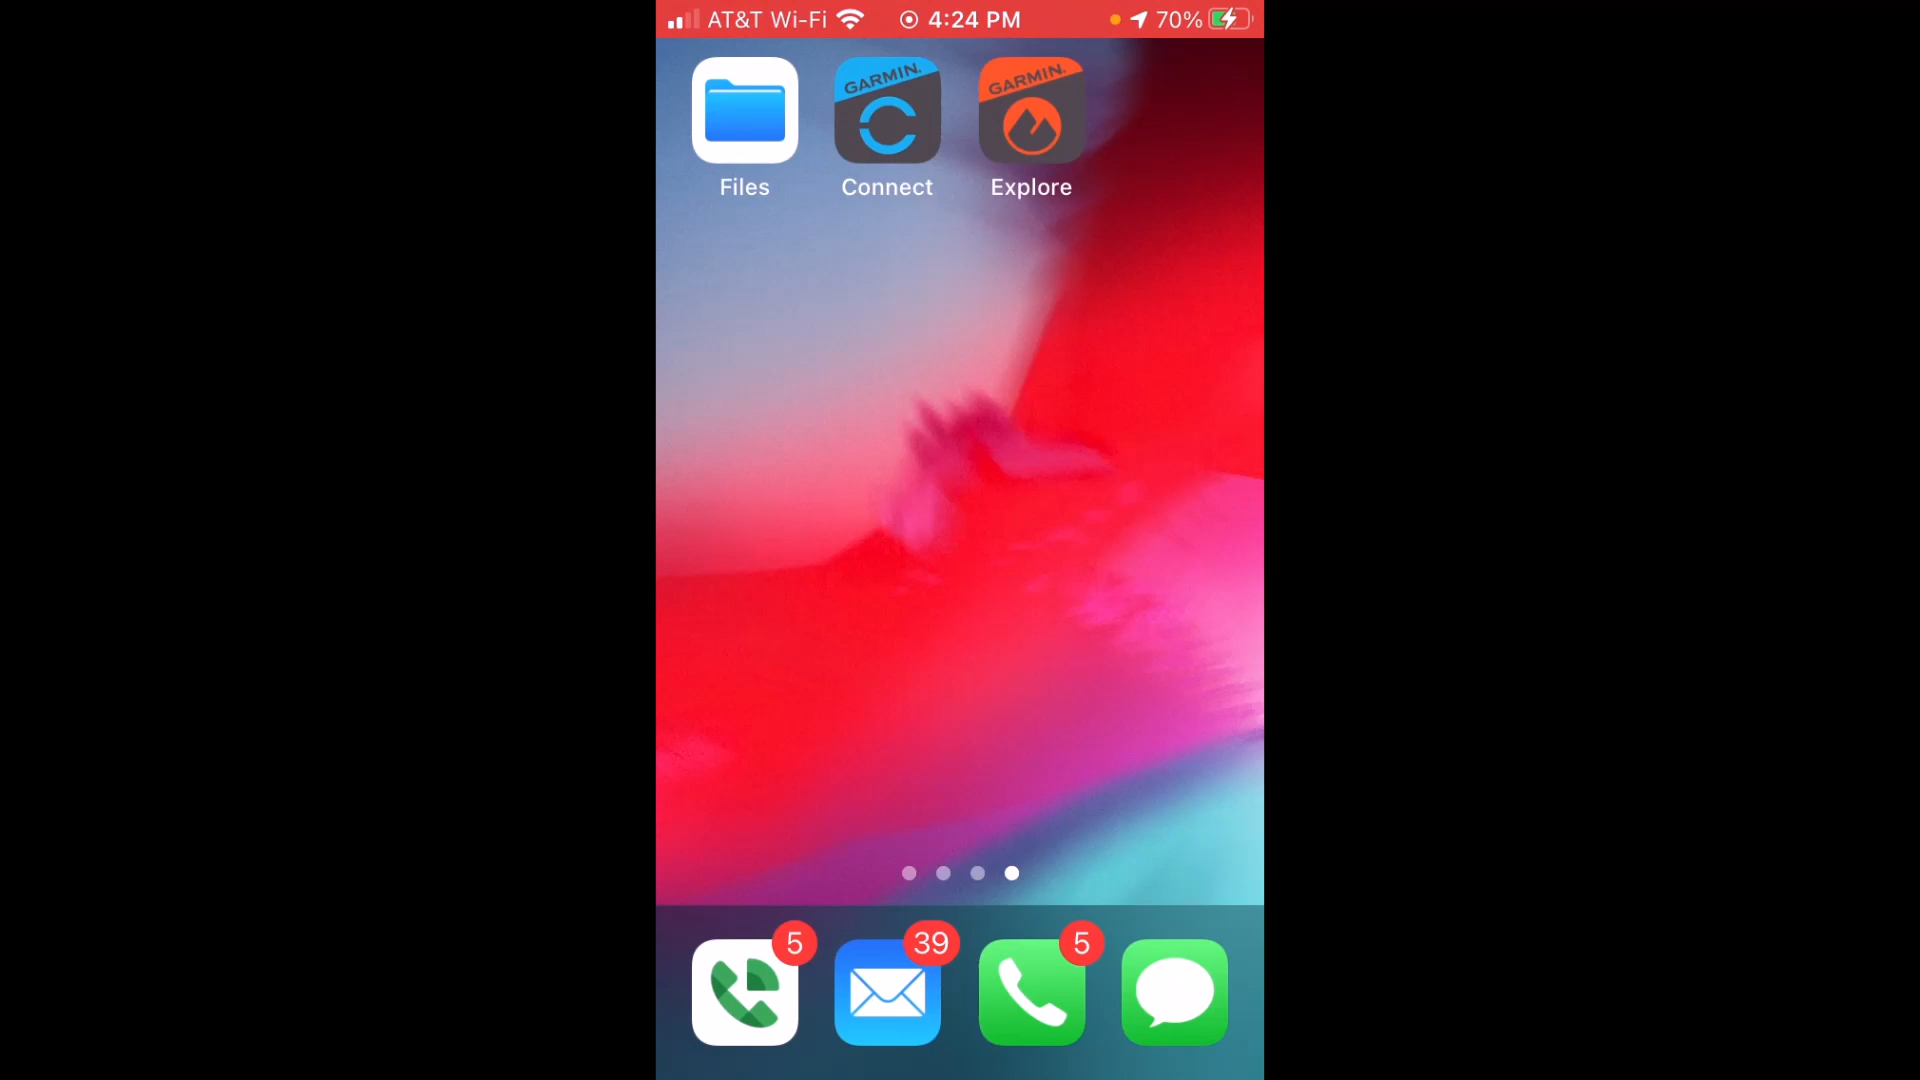 AT&T Wi-Fi 4:24 PM 70%
GARMIN. GARMIN.
Files Connect Explore
5 39 5